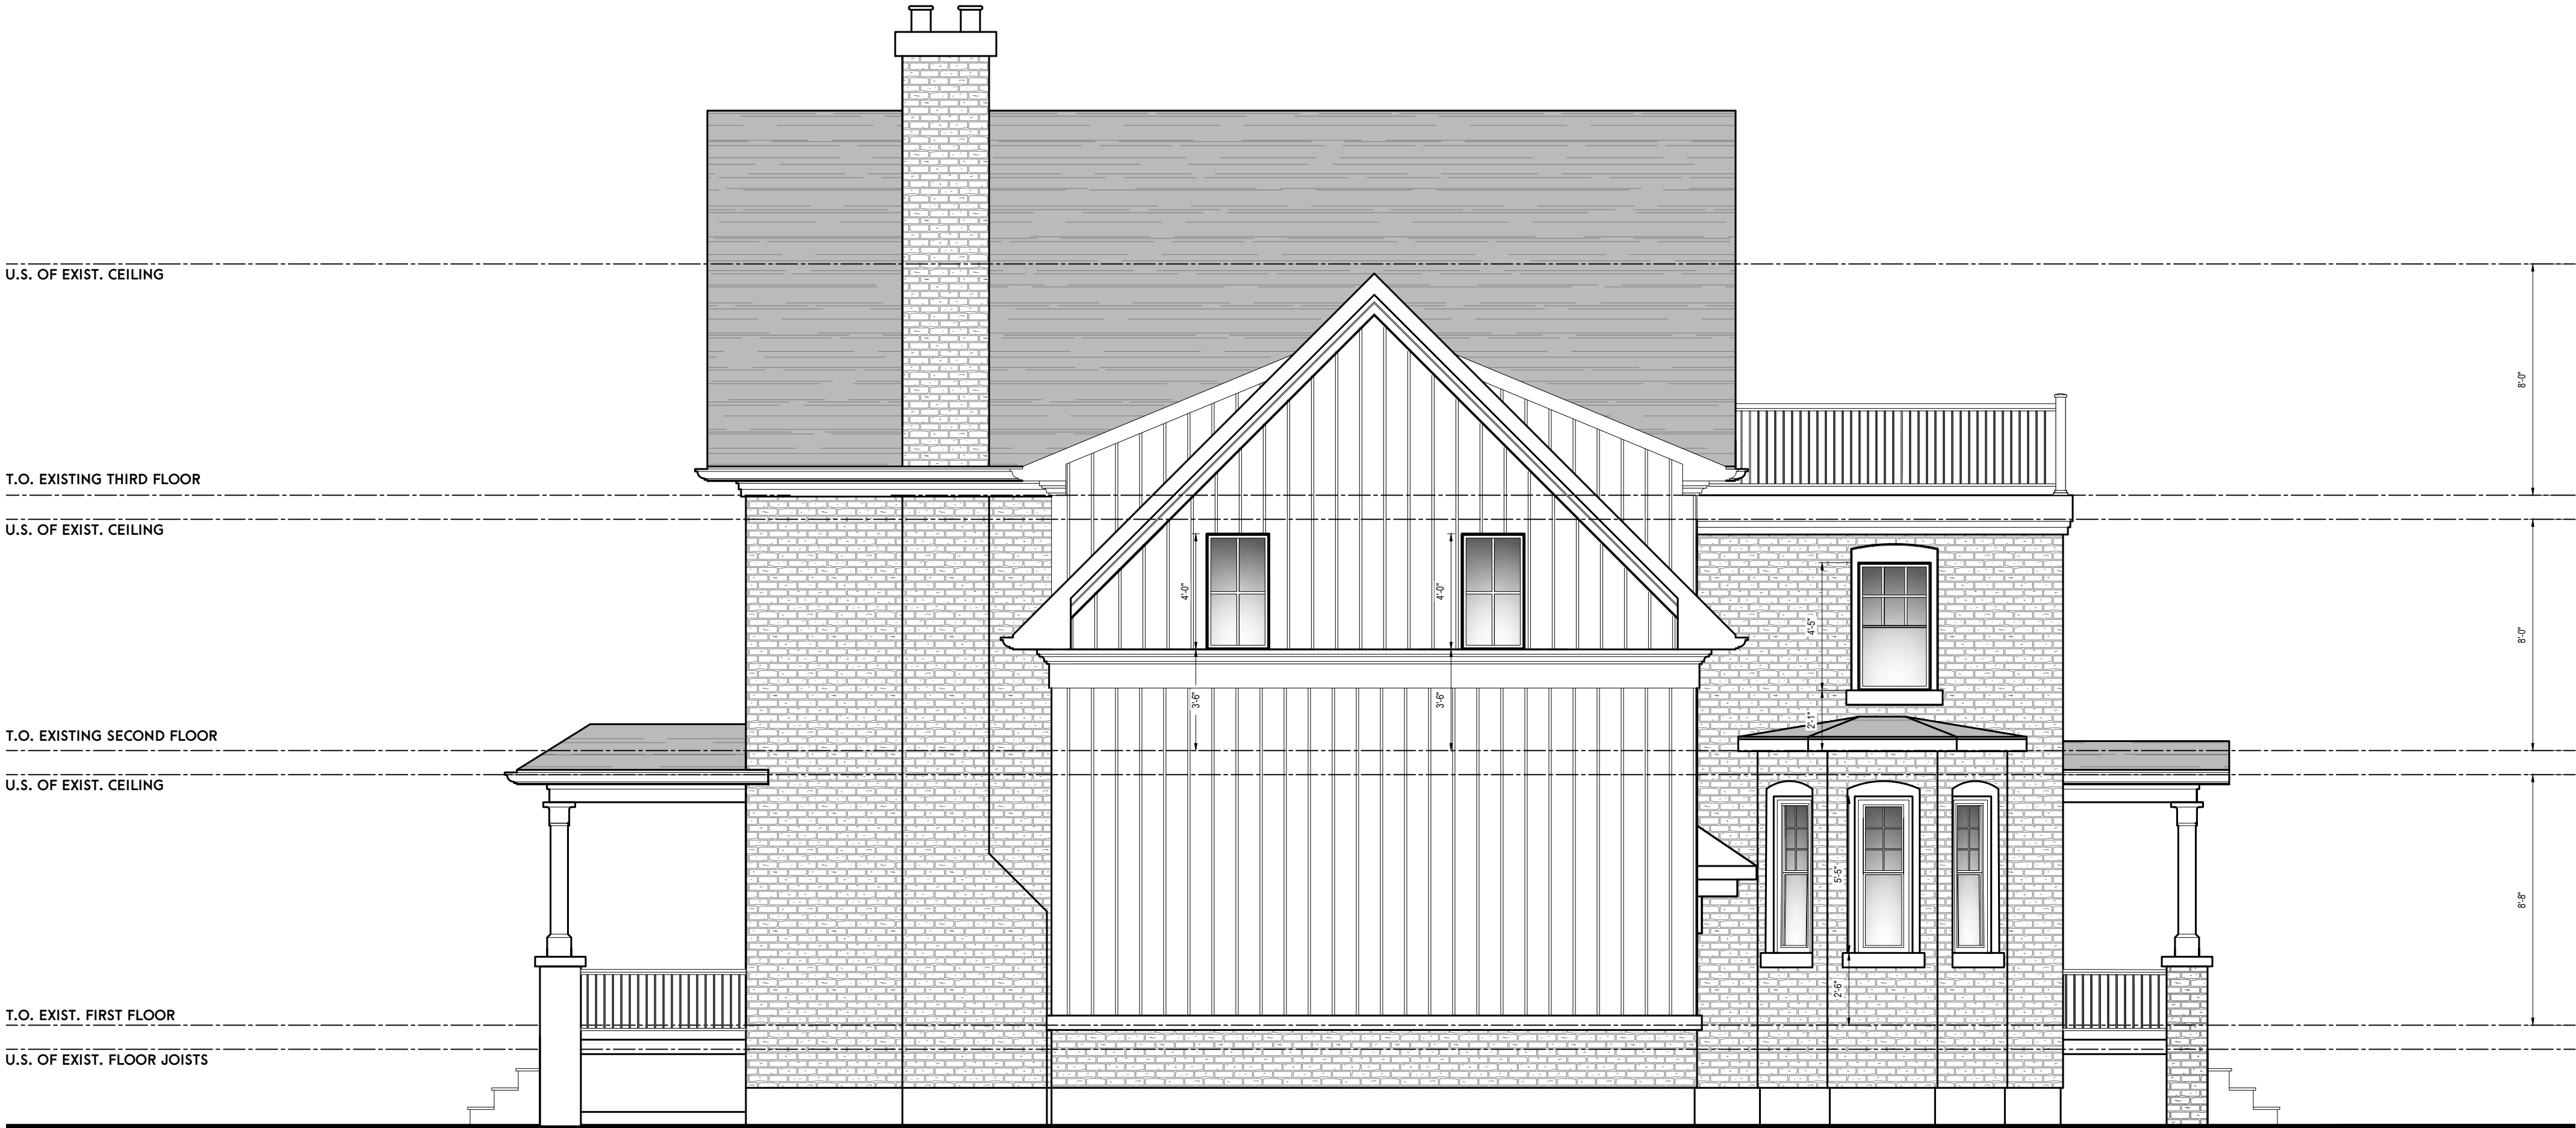 U.S. OF EXIST. CEILING
8'-0"
T.O. EXISTING THIRD FLOOR
U.S. OF EXIST. CEILING
4'-0"
4'-0"
4'-5"
8'-0"
3'-6"
3'-6"
2'-1"
T.O. EXISTING SECOND FLOOR
U.S. OF EXIST. CEILING
5'-5"
8'-8"
2'-6"
T.O. EXIST. FIRST FLOOR
U.S. OF EXIST. FLOOR JOISTS